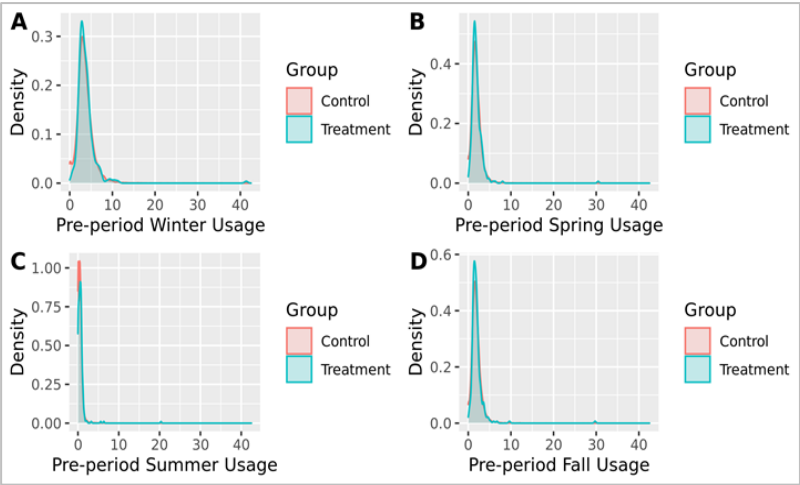 A
Density
0.3
0.2
0.1
0.0
0 10 20 30 40
Pre-period Winter Usage
Group
Control
Treatment
B
Density
0.4
0.2
0.0
0 10 20 30 40
Pre-period Spring Usage
Group
Control
Treatment
C
Density
1.00
0.75
0.50
0.25
0.00
0 10 20 30 40
Pre-period Summer Usage
Group
Control
Treatment
D
Density
0.6
0.4
0.2
0.0
0 10 20 30 40
Pre-period Fall Usage
Group
Control
Treatment